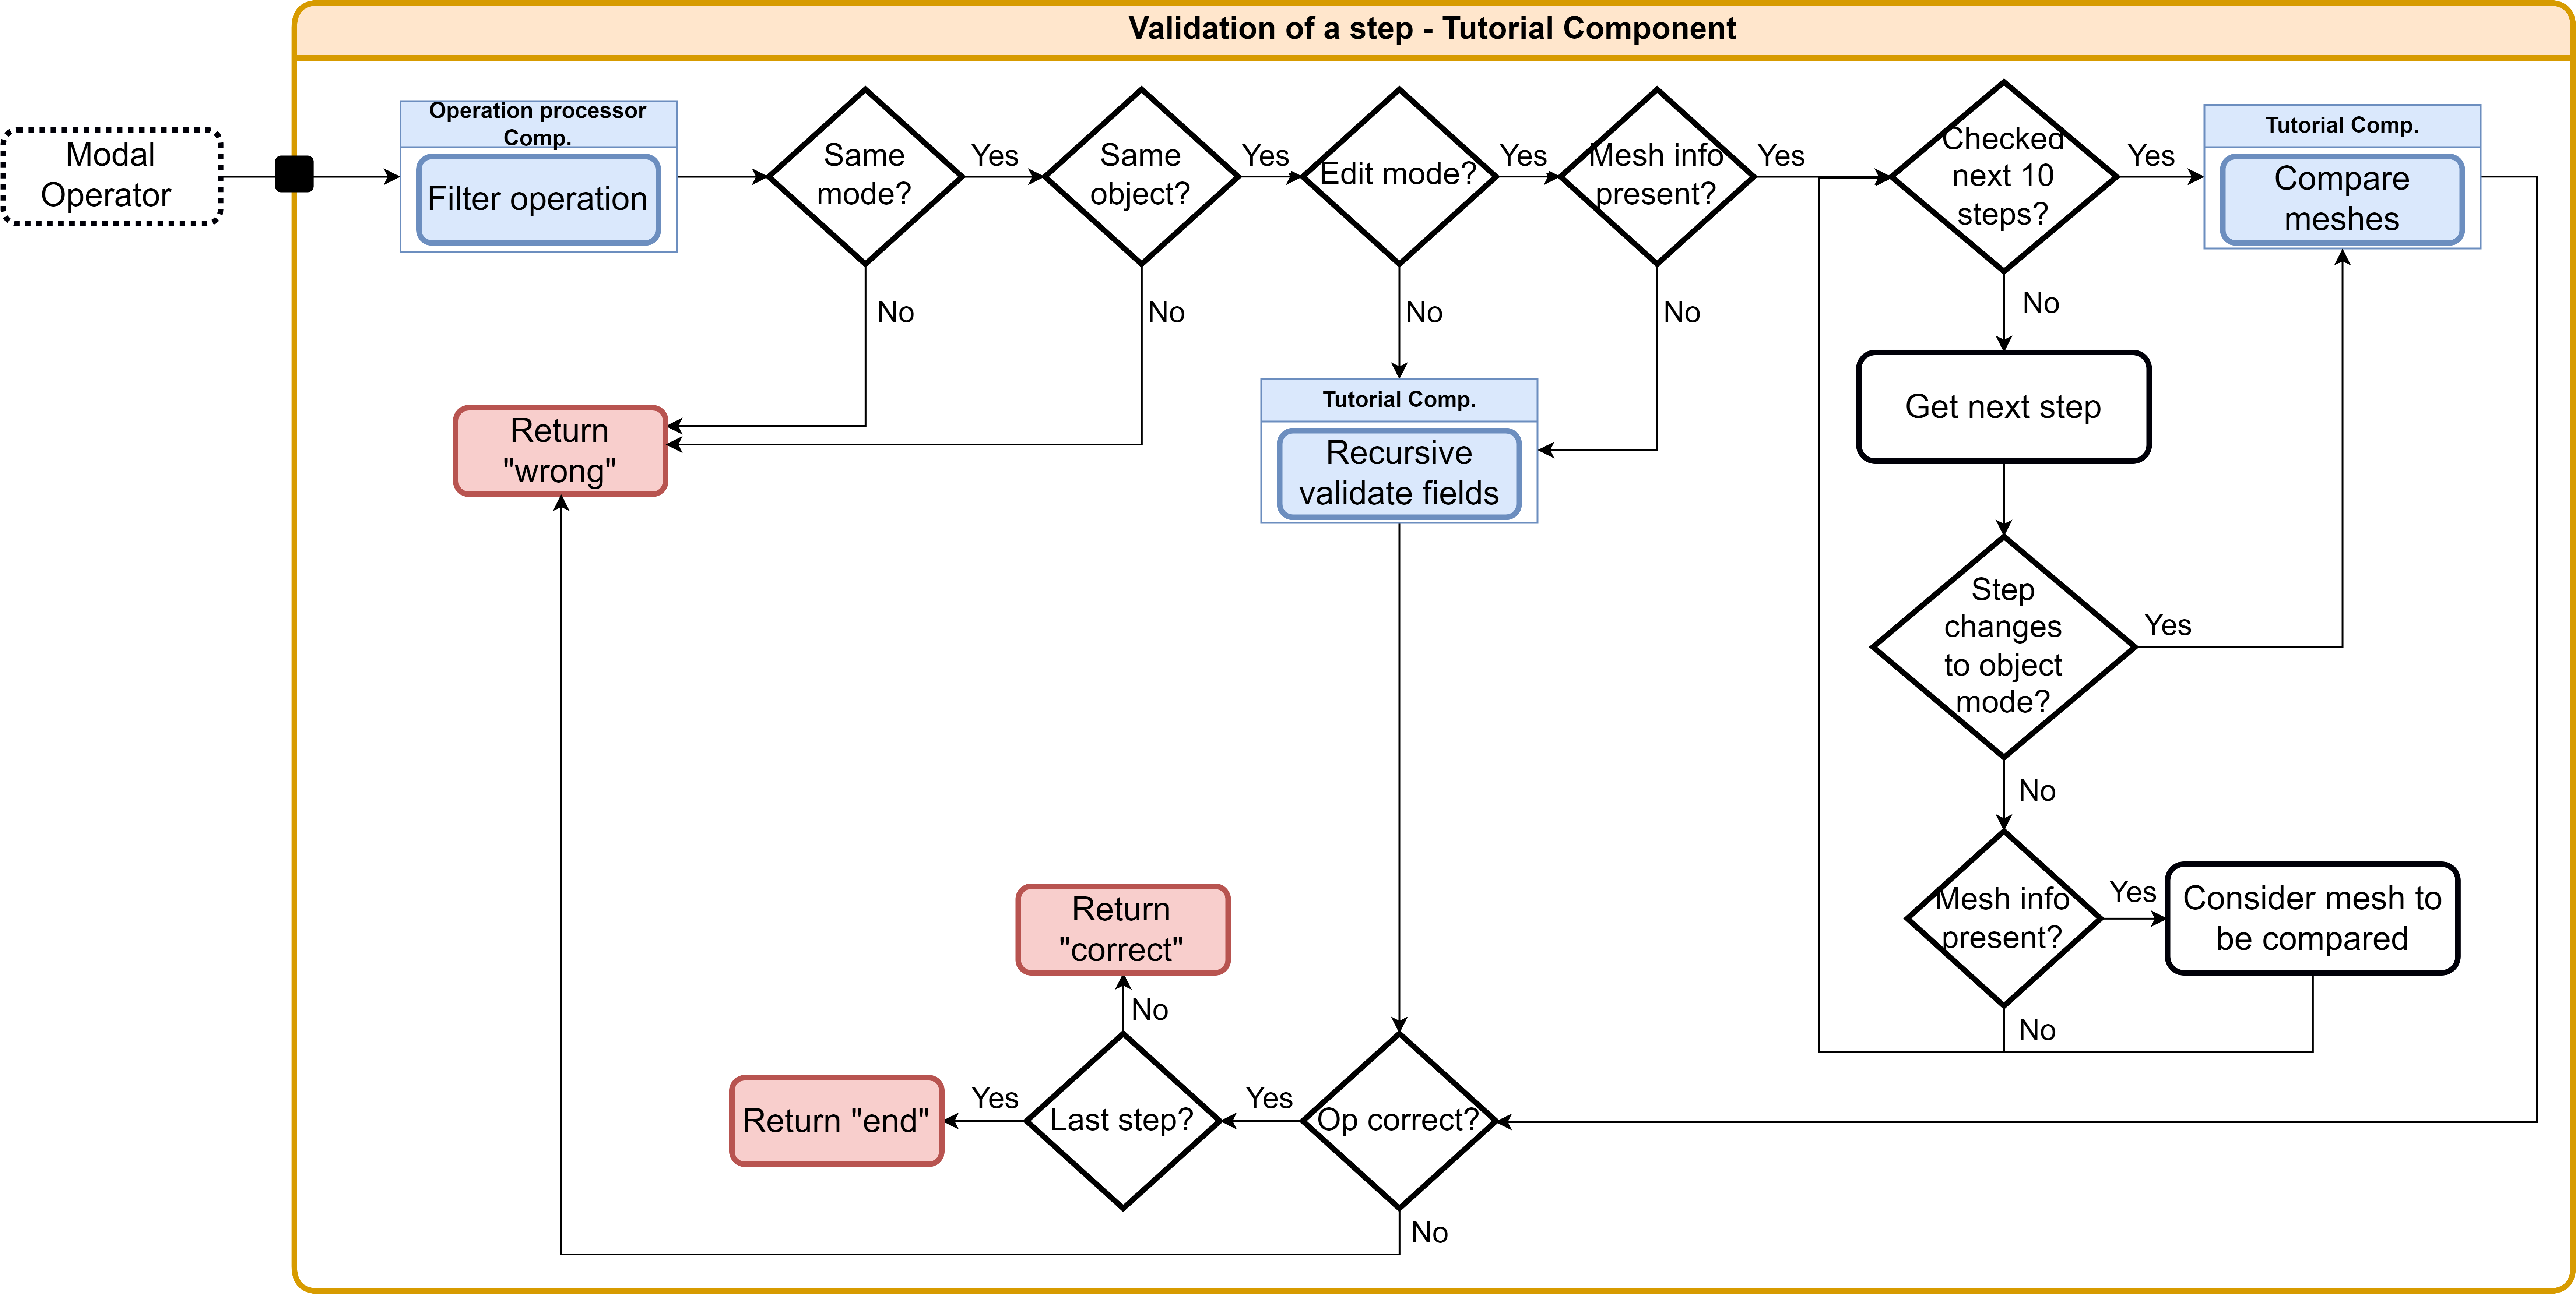 Validation of a step - Tutorial Component
Modal
Operator
Operation processor
Comp.
Filter operation
Same
mode?
Yes
No
Same
object?
Yes
No
Edit mode?
Yes
No
Mesh info
present?
Yes
No
Checked
next 10
steps?
Yes
No
Tutorial Comp.
Compare
meshes
Get next step
Return
"wrong"
Tutorial Comp.
Recursive
validate fields
Step
changes
to object
mode?
Yes
No
Mesh info
present?
Yes
No
Consider mesh to
be compared
Return
"correct"
No
Return "end"
Yes
Last step?
Yes
Op correct?
No